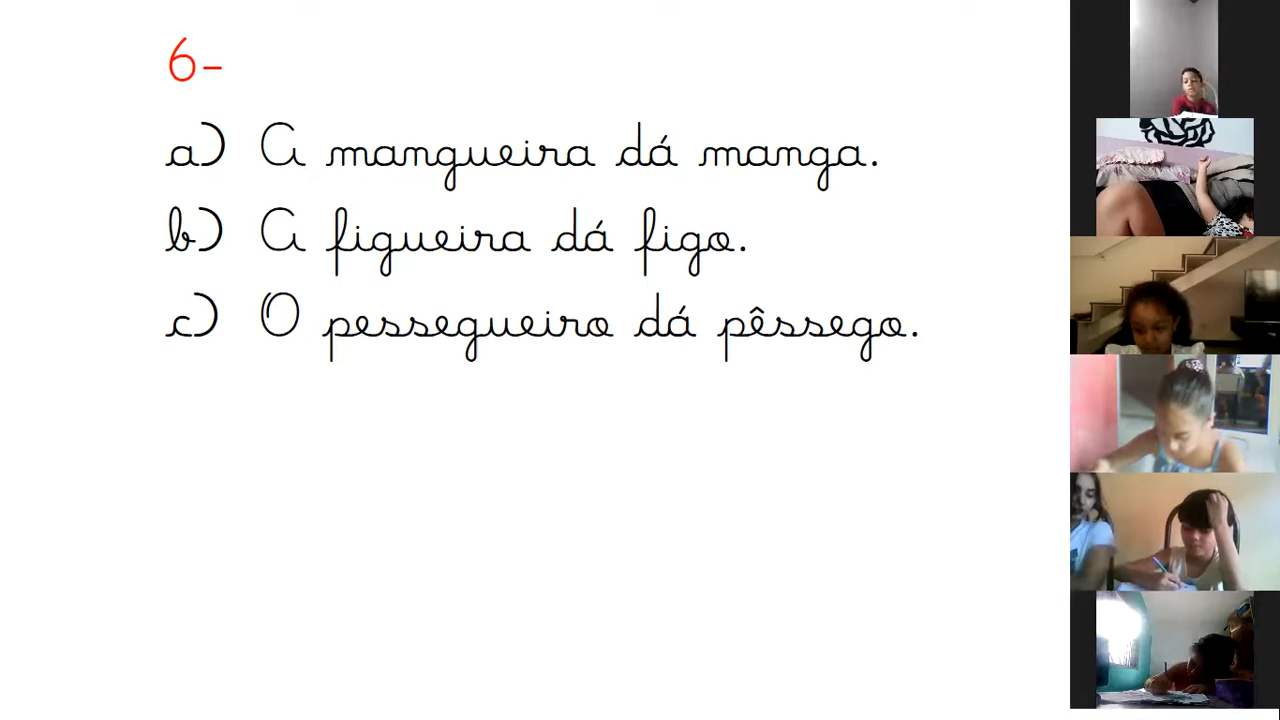 6-
a) A mangueira dá manga.
b) A figueira dá figo.
c) O pessegueiro dá pêssego.